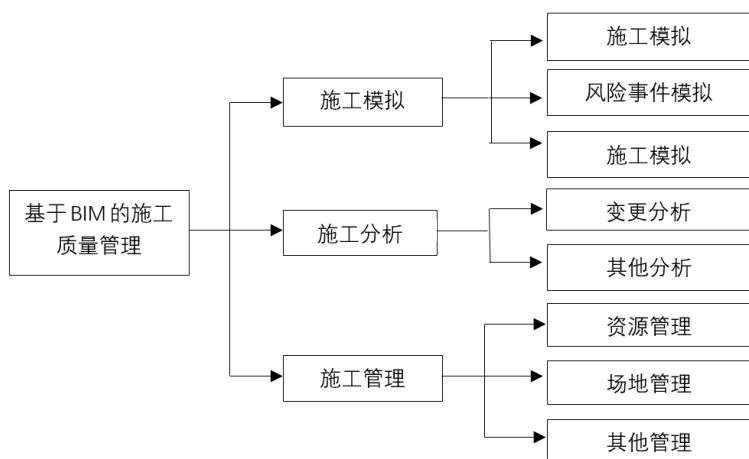 基于BIM的施工
质量管理
施工模拟
施工模拟
风险事件模拟
施工模拟
施工分析
变更分析
其他分析
施工管理
资源管理
场地管理
其他管理